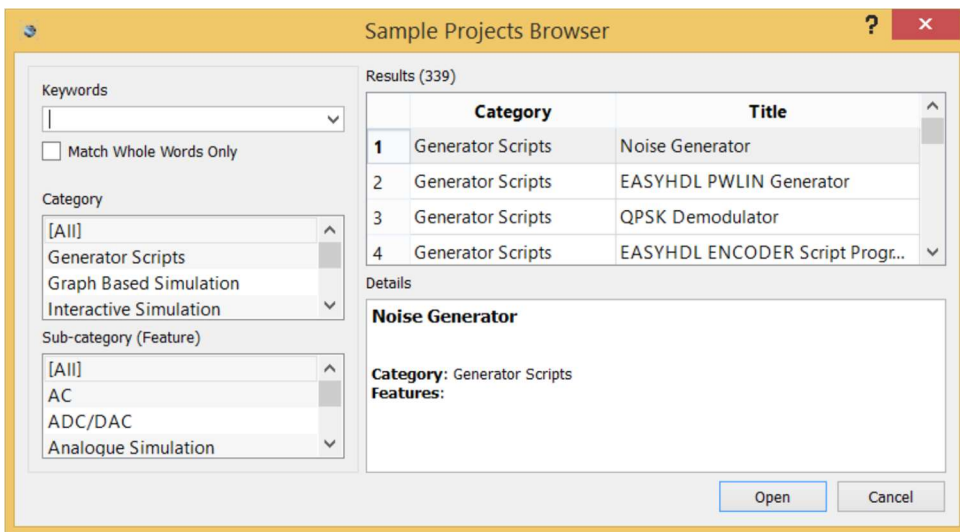 Sample Projects Browser
?
×
Keywords
Match Whole Words Only
Category
[All]
Generator Scripts
Graph Based Simulation
Interactive Simulation
Sub-category (Feature)
[All]
AC
ADC/DAC
Analogue Simulation
Results (339)
Category Title
1 Generator Scripts Noise Generator
2 Generator Scripts EASYHDL PWLIN Generator
3 Generator Scripts QPSK Demodulator
4 Generator Scripts EASYHDL ENCODER Script Progr...
Details
Noise Generator
Category: Generator Scripts
Features:
Open Cancel